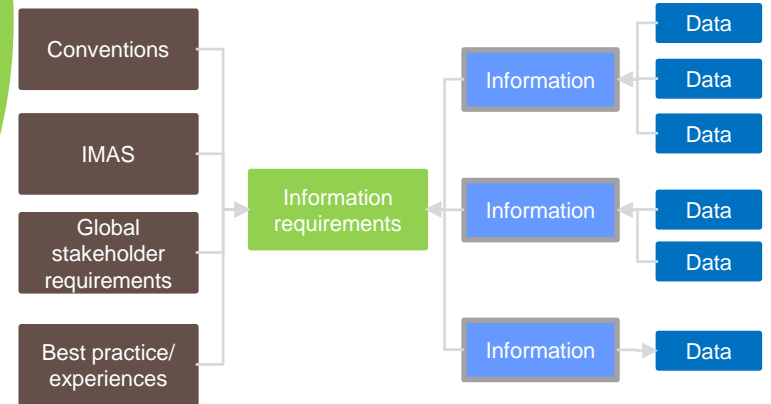 Conventions
IMAS
Global
stakeholder
requirements
Best practice/
experiences
Information
requirements
Information
Information
Information
Data
Data
Data
Data
Data
Data